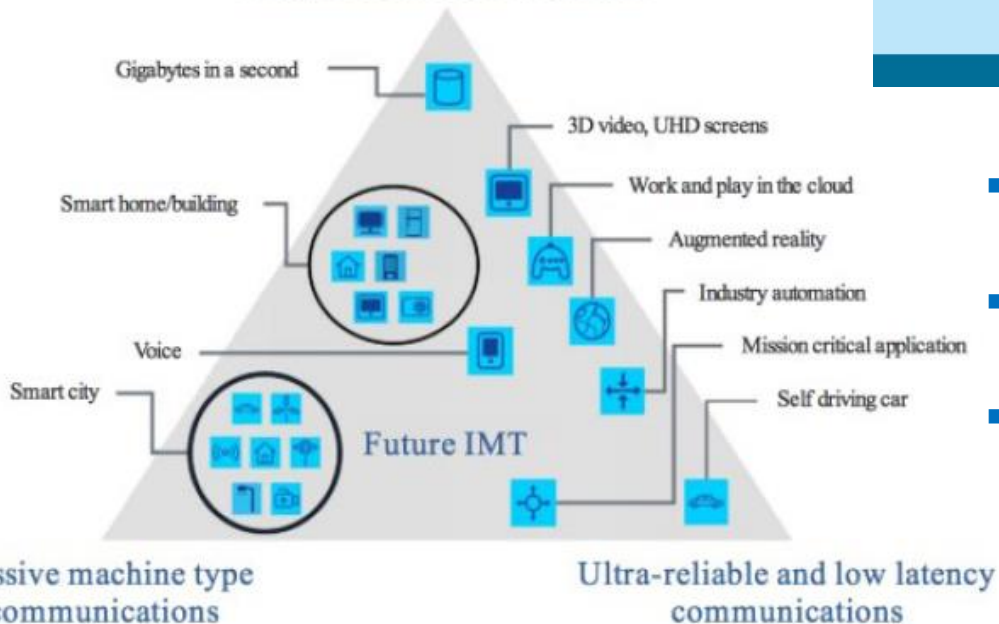 Gigabytes in a second
3D video, UHD screens
Work and play in the cloud
Smart home/building
Augmented reality
Industry automation
Voice
Mission critical application
Smart city
Self driving car
Future IMT
ssive machine type
communications
Ultra-reliable and low latency
communications